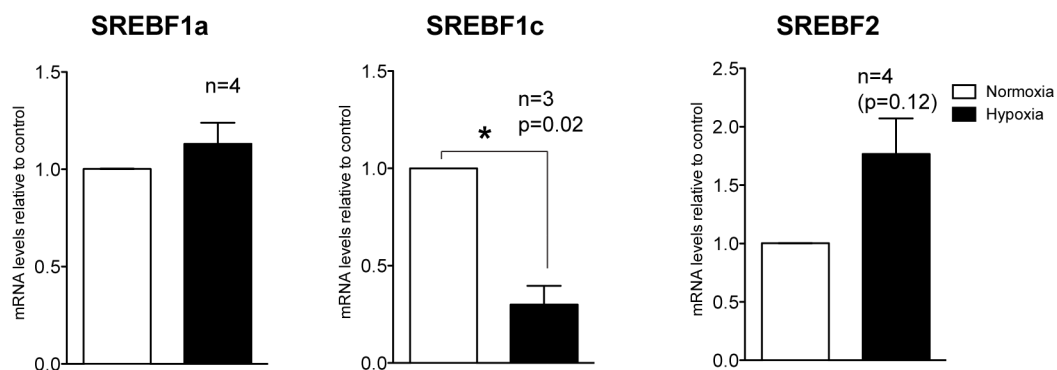 SREBF1a
mRNA levels relative to control
1.5
1.0
0.5
0.0
n=4
SREBF1c
mRNA levels relative to control
1.5
1.0
0.5
0.0
n=3
p=0.02
*
SREBF2
mRNA levels relative to control
2.5
2.0
1.5
1.0
0.5
0.0
n=4
(p=0.12)
Normoxia
Hypoxia